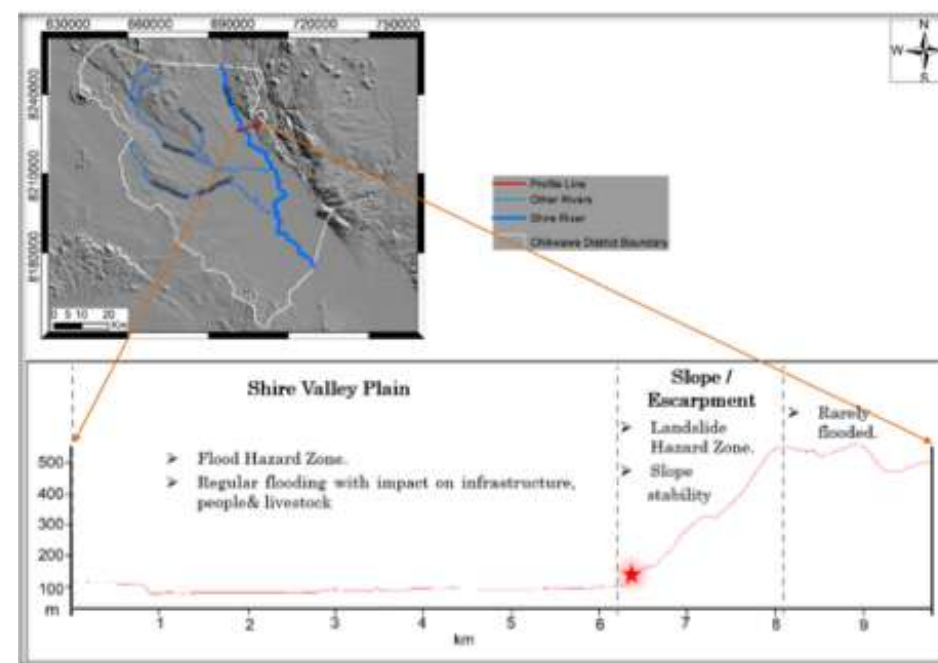 630000 660000 690000 720000 750000
N
W
S
8240000
8210000
8180000
0 5 10 20
Km
Profile Line
Other Rivers
Shire River
Chikwawa District Boundary
Shire Valley Plain
➢ Flood Hazard Zone.
➢ Regular flooding with impact on infrastructure,
people& livestock
Slope /
Escarpment
➢ Landslide
Hazard Zone.
➢ Slope
stability
➢ Rarely
flooded.
500
400
300
200
100
m
1 2 3 4 5 6 7 8 9
km